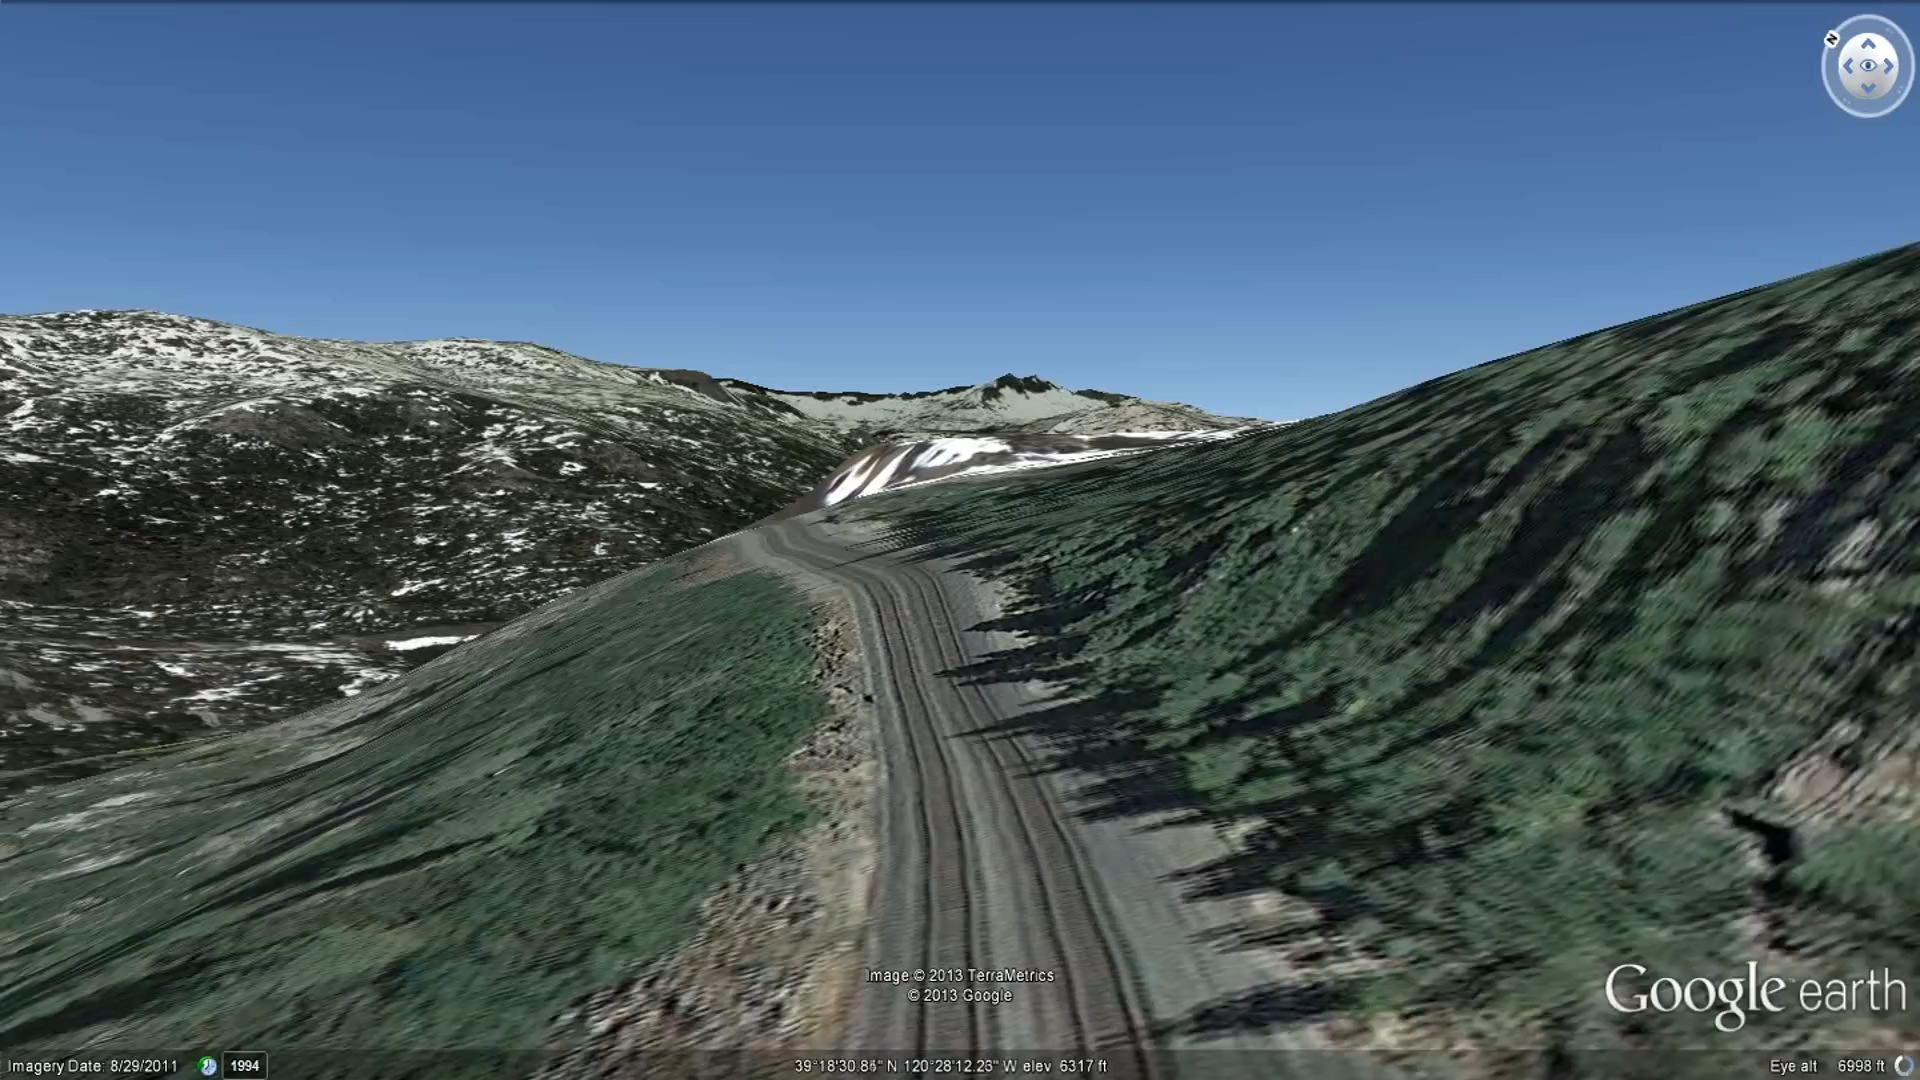 N
Image © 2013 TerraMetrics
© 2013 Google
Google earth
Imagery Date: 8/29/2011 1994 39°18'30.86" N 120°28'12.23" W elev 6317 ft Eye alt 6998 ft